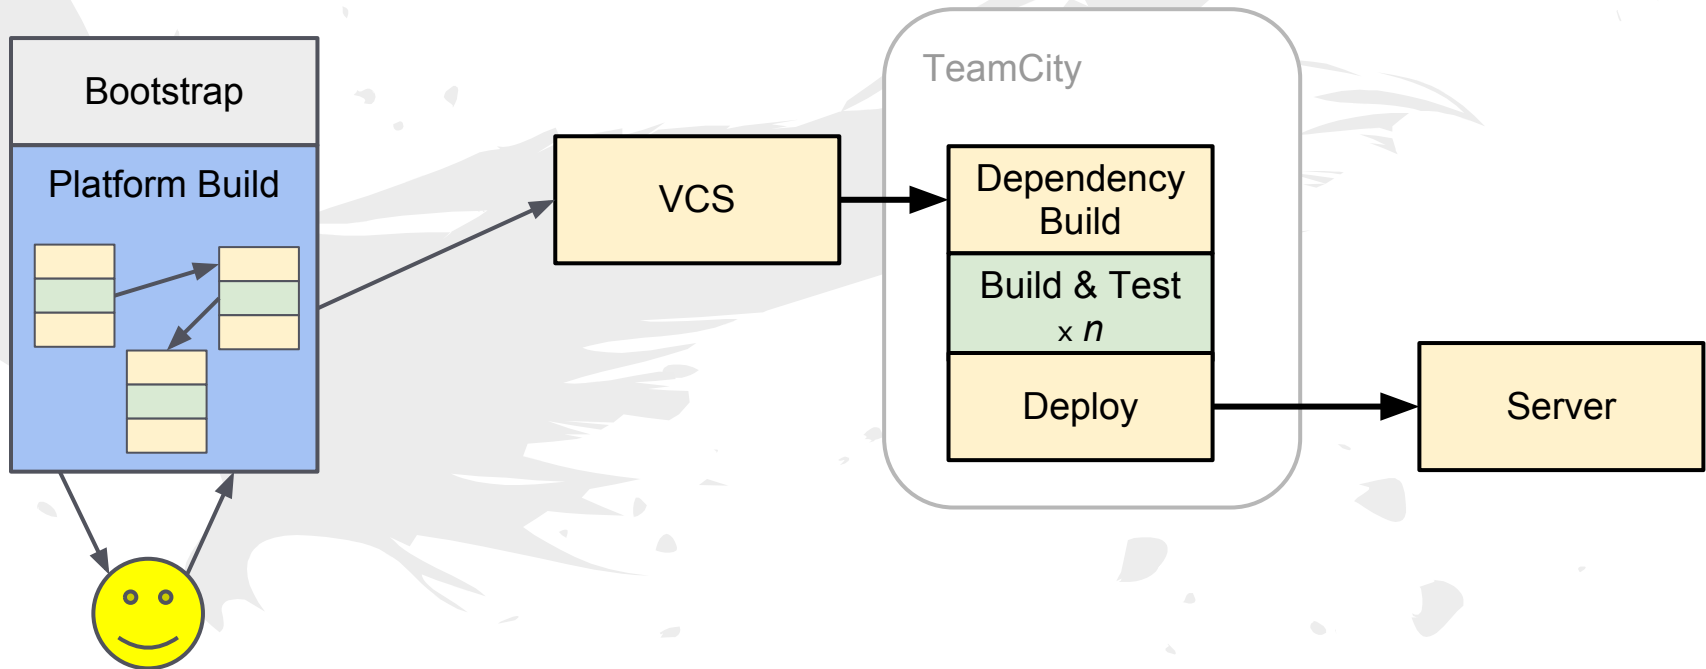 Bootstrap
Platform Build
VCS
TeamCity
Dependency
Build
Build & Test
x n
Deploy
Server